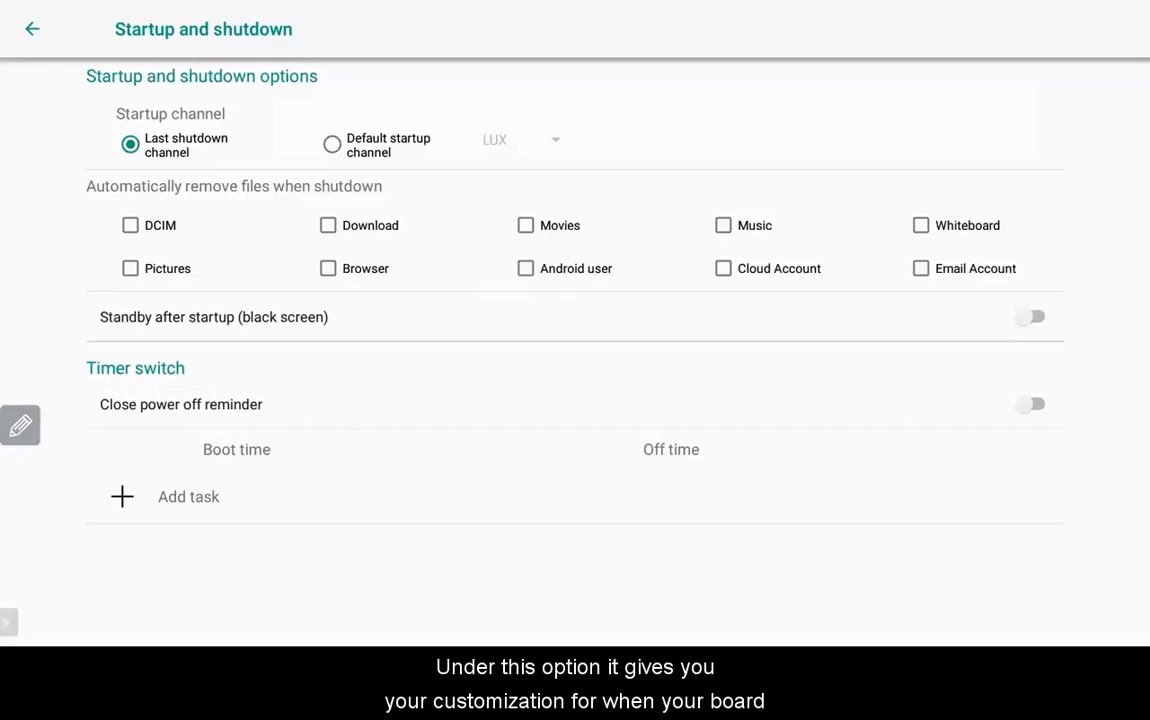 Startup and shutdown
Startup and shutdown options
Startup channel
Last shutdown channel
Default startup channel
LUX
Automatically remove files when shutdown
DCIM
Download
Movies
Music
Whiteboard
Pictures
Browser
Android user
Cloud Account
Email Account
Standby after startup (black screen)
Timer switch
Close power off reminder
Boot time
Off time
Add task
Under this option it gives you
your customization for when your board